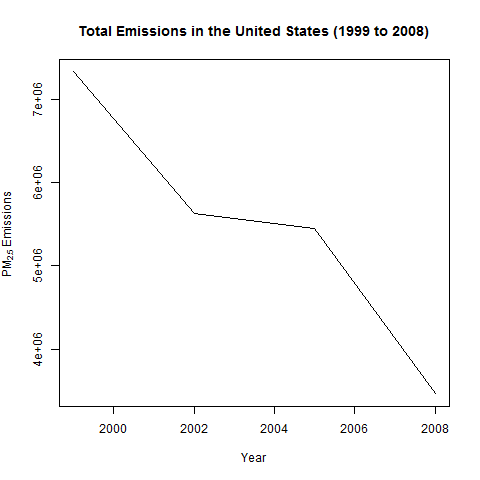 Total Emissions in the United States (1999 to 2008)
7e+06
6e+06
5e+06
4e+06
PM2.5 Emissions
2000 2002 2004 2006 2008
Year